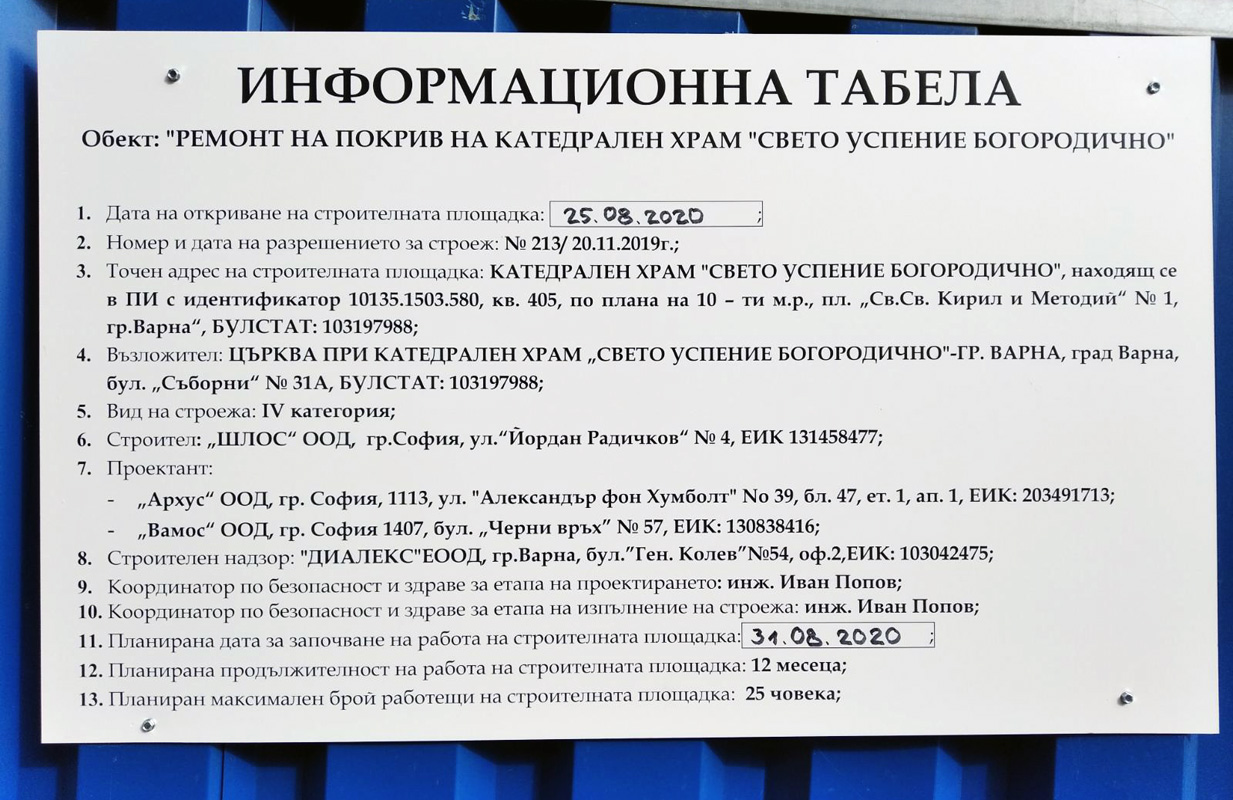 ИНФОРМАЦИОННА ТАБЕЛА
Обект: "РЕМОНТ НА ПОКРИВ НА КАТЕДРАЛЕН ХРАМ "СВЕТО УСПЕНИЕ БОГОРОДИЧНО"
1. Дата на откриване на строителната площадка: 25.08.2020 ;
2. Номер и дата на разрешението за строеж: № 213/ 20.11.2019г.;
3. Точен адрес на строителната площадка: КАТЕДРАЛЕН ХРАМ "СВЕТО УСПЕНИЕ БОГОРОДИЧНО", находящ се
в ПИ с идентификатор 10135.1503.580, кв. 405, по плана на 10 – ти м.р., пл. „Св.Св. Кирил и Методий“ № 1,
гр.Варна“, БУЛСТАТ: 103197988;
4. Възложител: ЦЪРКВА ПРИ КАТЕДРАЛЕН ХРАМ „СВЕТО УСПЕНИЕ БОГОРОДИЧНО"-ГР. ВАРНА, град Варна,
бул. „Съборни“ № 31А, БУЛСТАТ: 103197988;
5. Вид на строежа: IV категория;
6. Строител: „ШЛОС“ ООД, гр.София, ул.“Йордан Радичков“ № 4, ЕИК 131458477;
7. Проектант:
- „Архус“ ООД, гр. София, 1113, ул. "Александър фон Хумболт" No 39, бл. 47, ет. 1, ап. 1, ЕИК: 203491713;
- „Вамос“ ООД, гр. София 1407, бул. „Черни връх” № 57, ЕИК: 130838416;
8. Строителен надзор: "ДИАЛЕКС"ЕООД, гр.Варна, бул.”Ген. Колев”№54, оф.2,ЕИК: 103042475;
9. Координатор по безопасност и здраве за етапа на проектирането: инж. Иван Попов;
10. Координатор по безопасност и здраве за етапа на изпълнение на строежа: инж. Иван Попов;
11. Планирана дата за започване на работа на строителната площадка: 31.08.2020 ;
12. Планирана продължителност на работа на строителната площадка: 12 месеца;
13. Планиран максимален брой работещи на строителната площадка: 25 човека;